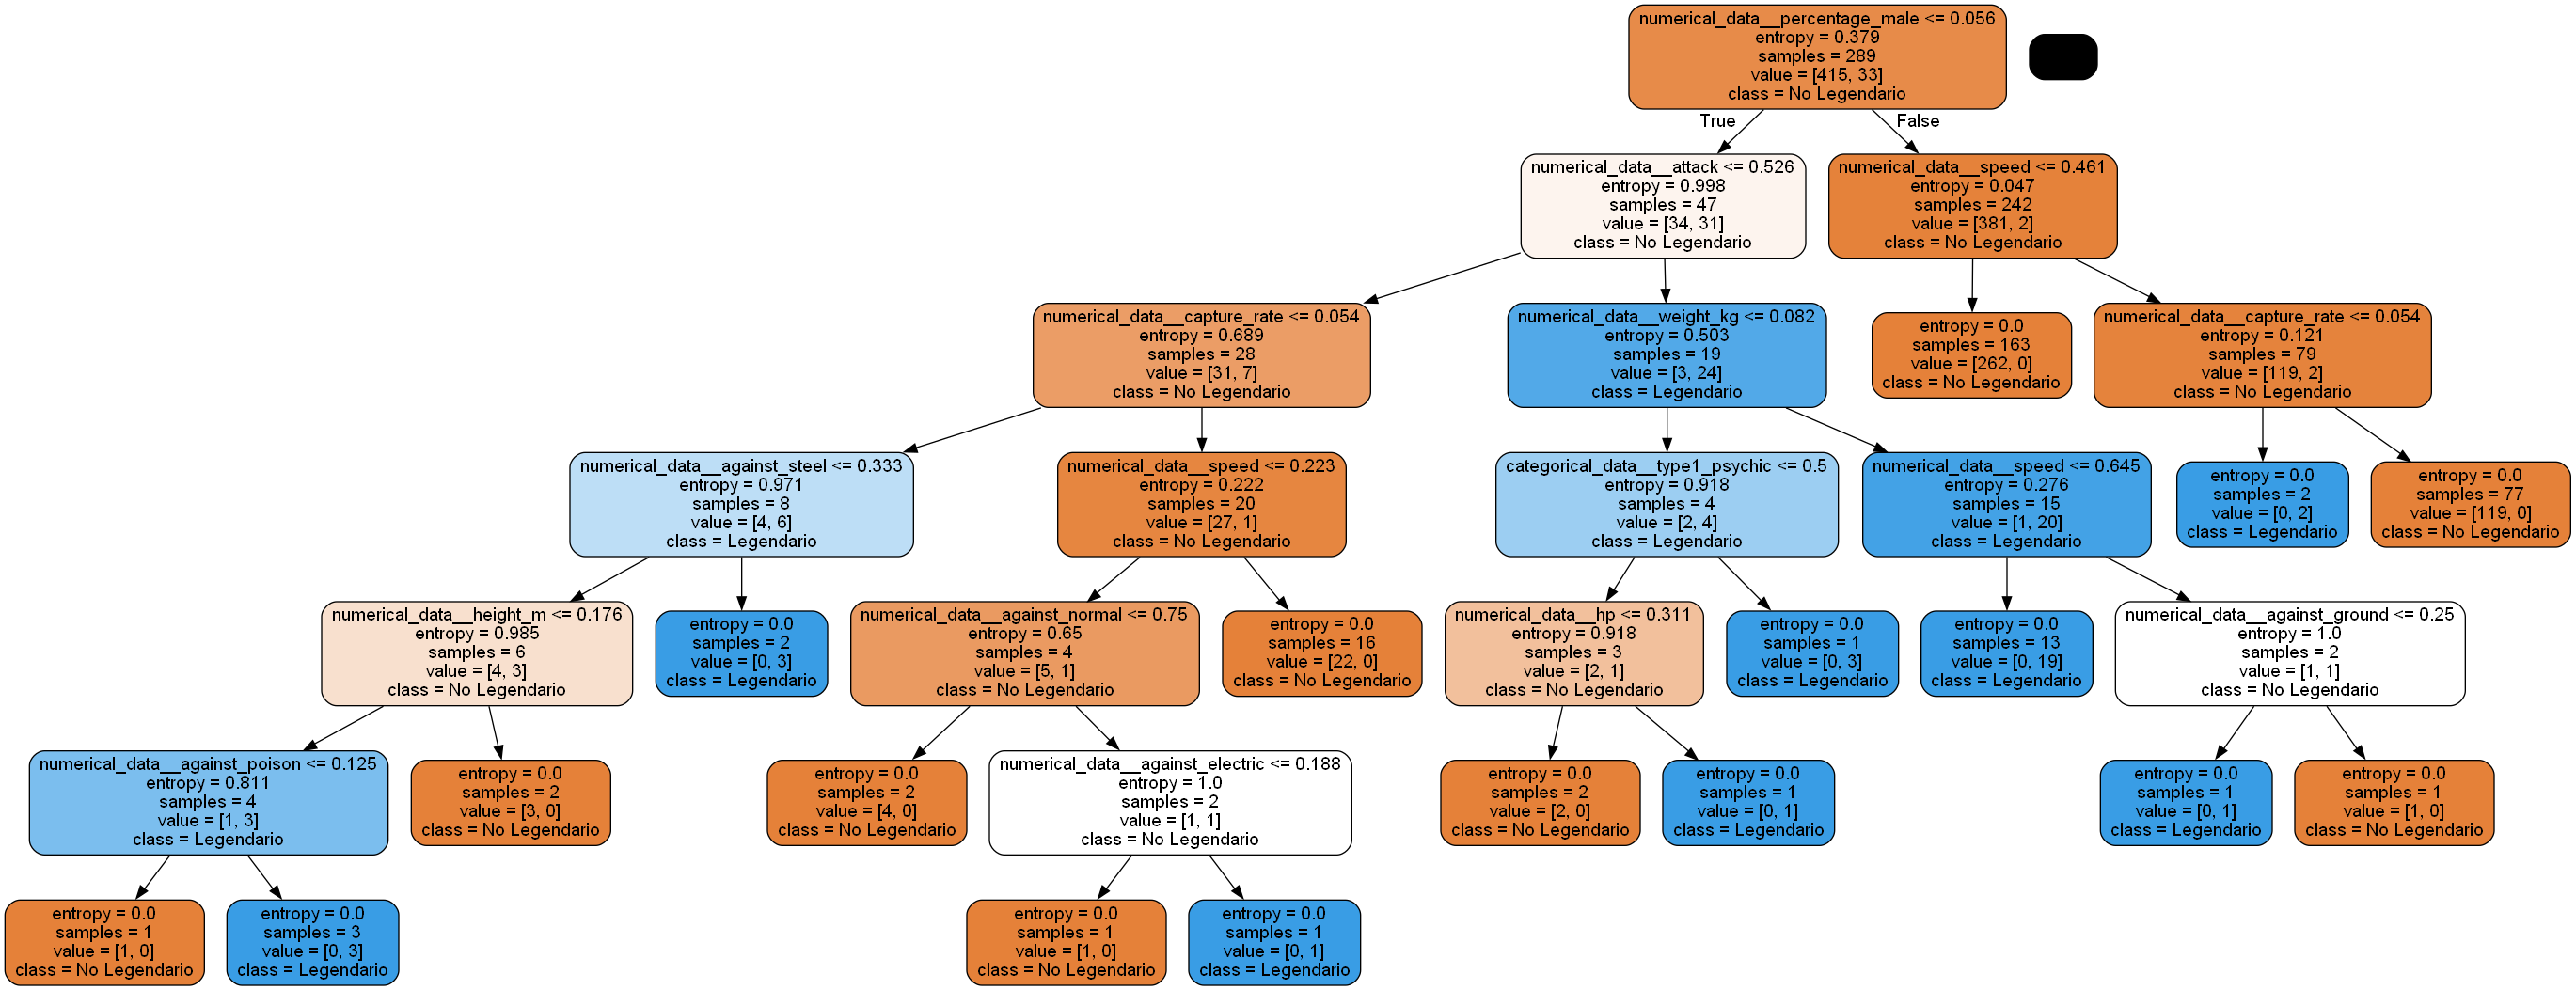 numerical_data__percentage_male <= 0.056
entropy = 0.379
samples = 289
value = [415, 33]
class = No Legendario
True
False
numerical_data__attack <= 0.526
entropy = 0.998
samples = 47
value = [34, 31]
class = No Legendario
numerical_data__speed <= 0.461
entropy = 0.047
samples = 242
value = [381, 2]
class = No Legendario
numerical_data__capture_rate <= 0.054
entropy = 0.689
samples = 28
value = [31, 7]
class = No Legendario
numerical_data__weight_kg <= 0.082
entropy = 0.503
samples = 19
value = [3, 24]
class = Legendario
entropy = 0.0
samples = 163
value = [262, 0]
class = No Legendario
numerical_data__capture_rate <= 0.054
entropy = 0.121
samples = 79
value = [119, 2]
class = No Legendario
numerical_data__against_steel <= 0.333
entropy = 0.971
samples = 8
value = [4, 6]
class = Legendario
numerical_data__speed <= 0.223
entropy = 0.222
samples = 20
value = [27, 1]
class = No Legendario
categorical_data__type1_psychic <= 0.5
entropy = 0.918
samples = 4
value = [2, 4]
class = Legendario
numerical_data__speed <= 0.645
entropy = 0.276
samples = 15
value = [1, 20]
class = Legendario
entropy = 0.0
samples = 2
value = [0, 2]
class = Legendario
entropy = 0.0
samples = 77
value = [119, 0]
class = No Legendario
numerical_data__height_m <= 0.176
entropy = 0.985
samples = 6
value = [4, 3]
class = No Legendario
entropy = 0.0
samples = 2
value = [0, 3]
class = Legendario
numerical_data__against_normal <= 0.75
entropy = 0.65
samples = 4
value = [5, 1]
class = No Legendario
entropy = 0.0
samples = 16
value = [22, 0]
class = No Legendario
numerical_data__hp <= 0.311
entropy = 0.918
samples = 3
value = [2, 1]
class = No Legendario
entropy = 0.0
samples = 1
value = [0, 3]
class = Legendario
entropy = 0.0
samples = 13
value = [0, 19]
class = Legendario
numerical_data__against_ground <= 0.25
entropy = 1.0
samples = 2
value = [1, 1]
class = No Legendario
numerical_data__against_poison <= 0.125
entropy = 0.811
samples = 4
value = [1, 3]
class = Legendario
entropy = 0.0
samples = 2
value = [3, 0]
class = No Legendario
entropy = 0.0
samples = 2
value = [4, 0]
class = No Legendario
numerical_data__against_electric <= 0.188
entropy = 1.0
samples = 2
value = [1, 1]
class = No Legendario
entropy = 0.0
samples = 2
value = [2, 0]
class = No Legendario
entropy = 0.0
samples = 1
value = [0, 1]
class = Legendario
entropy = 0.0
samples = 1
value = [0, 1]
class = Legendario
entropy = 0.0
samples = 1
value = [1, 0]
class = No Legendario
entropy = 0.0
samples = 1
value = [1, 0]
class = No Legendario
entropy = 0.0
samples = 3
value = [0, 3]
class = Legendario
entropy = 0.0
samples = 1
value = [1, 0]
class = No Legendario
entropy = 0.0
samples = 1
value = [0, 1]
class = Legendario